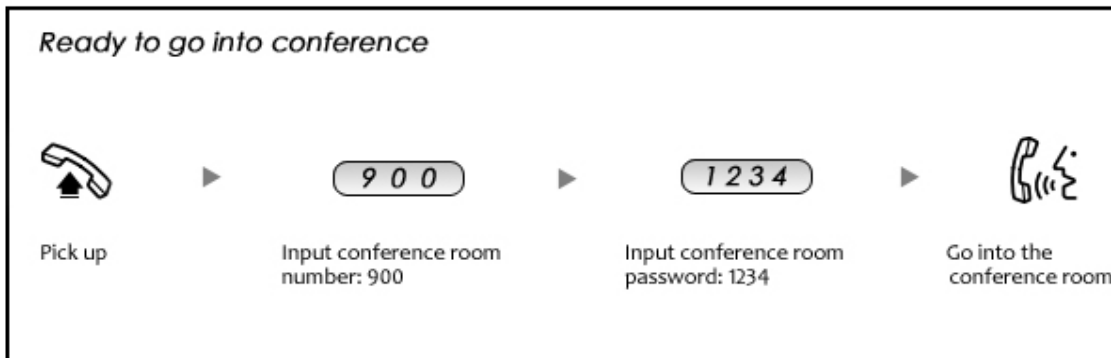 Ready to go into conference
9 0 0
1 2 3 4
Pick up
Input conference room
number: 900
Input conference room
password: 1234
Go into the
conference room